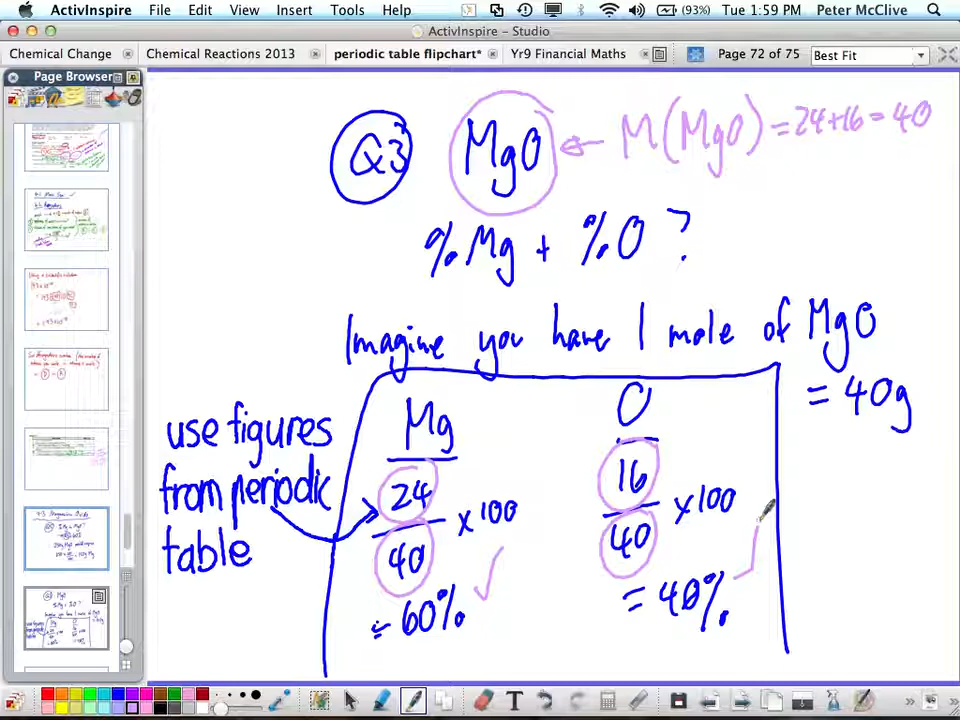 ActivInspire File Edit View Insert Tools Help (93%) Tue 1:59 PM Peter McClive
ActivInspire - Studio
Chemical Change Chemical Reactions 2013 periodic table flipchart* Yr9 Financial Maths Page 72 of 75 Best Fit
Page Browser
Q3 MgO ← M(MgO) = 24+16 = 40
%Mg + %O ?
Imagine you have 1 mole of MgO
= 40g
Mg O
use figures
from periodic
table
24 16
40 × 100 40 × 100
= 60% ✓ = 40% ✓